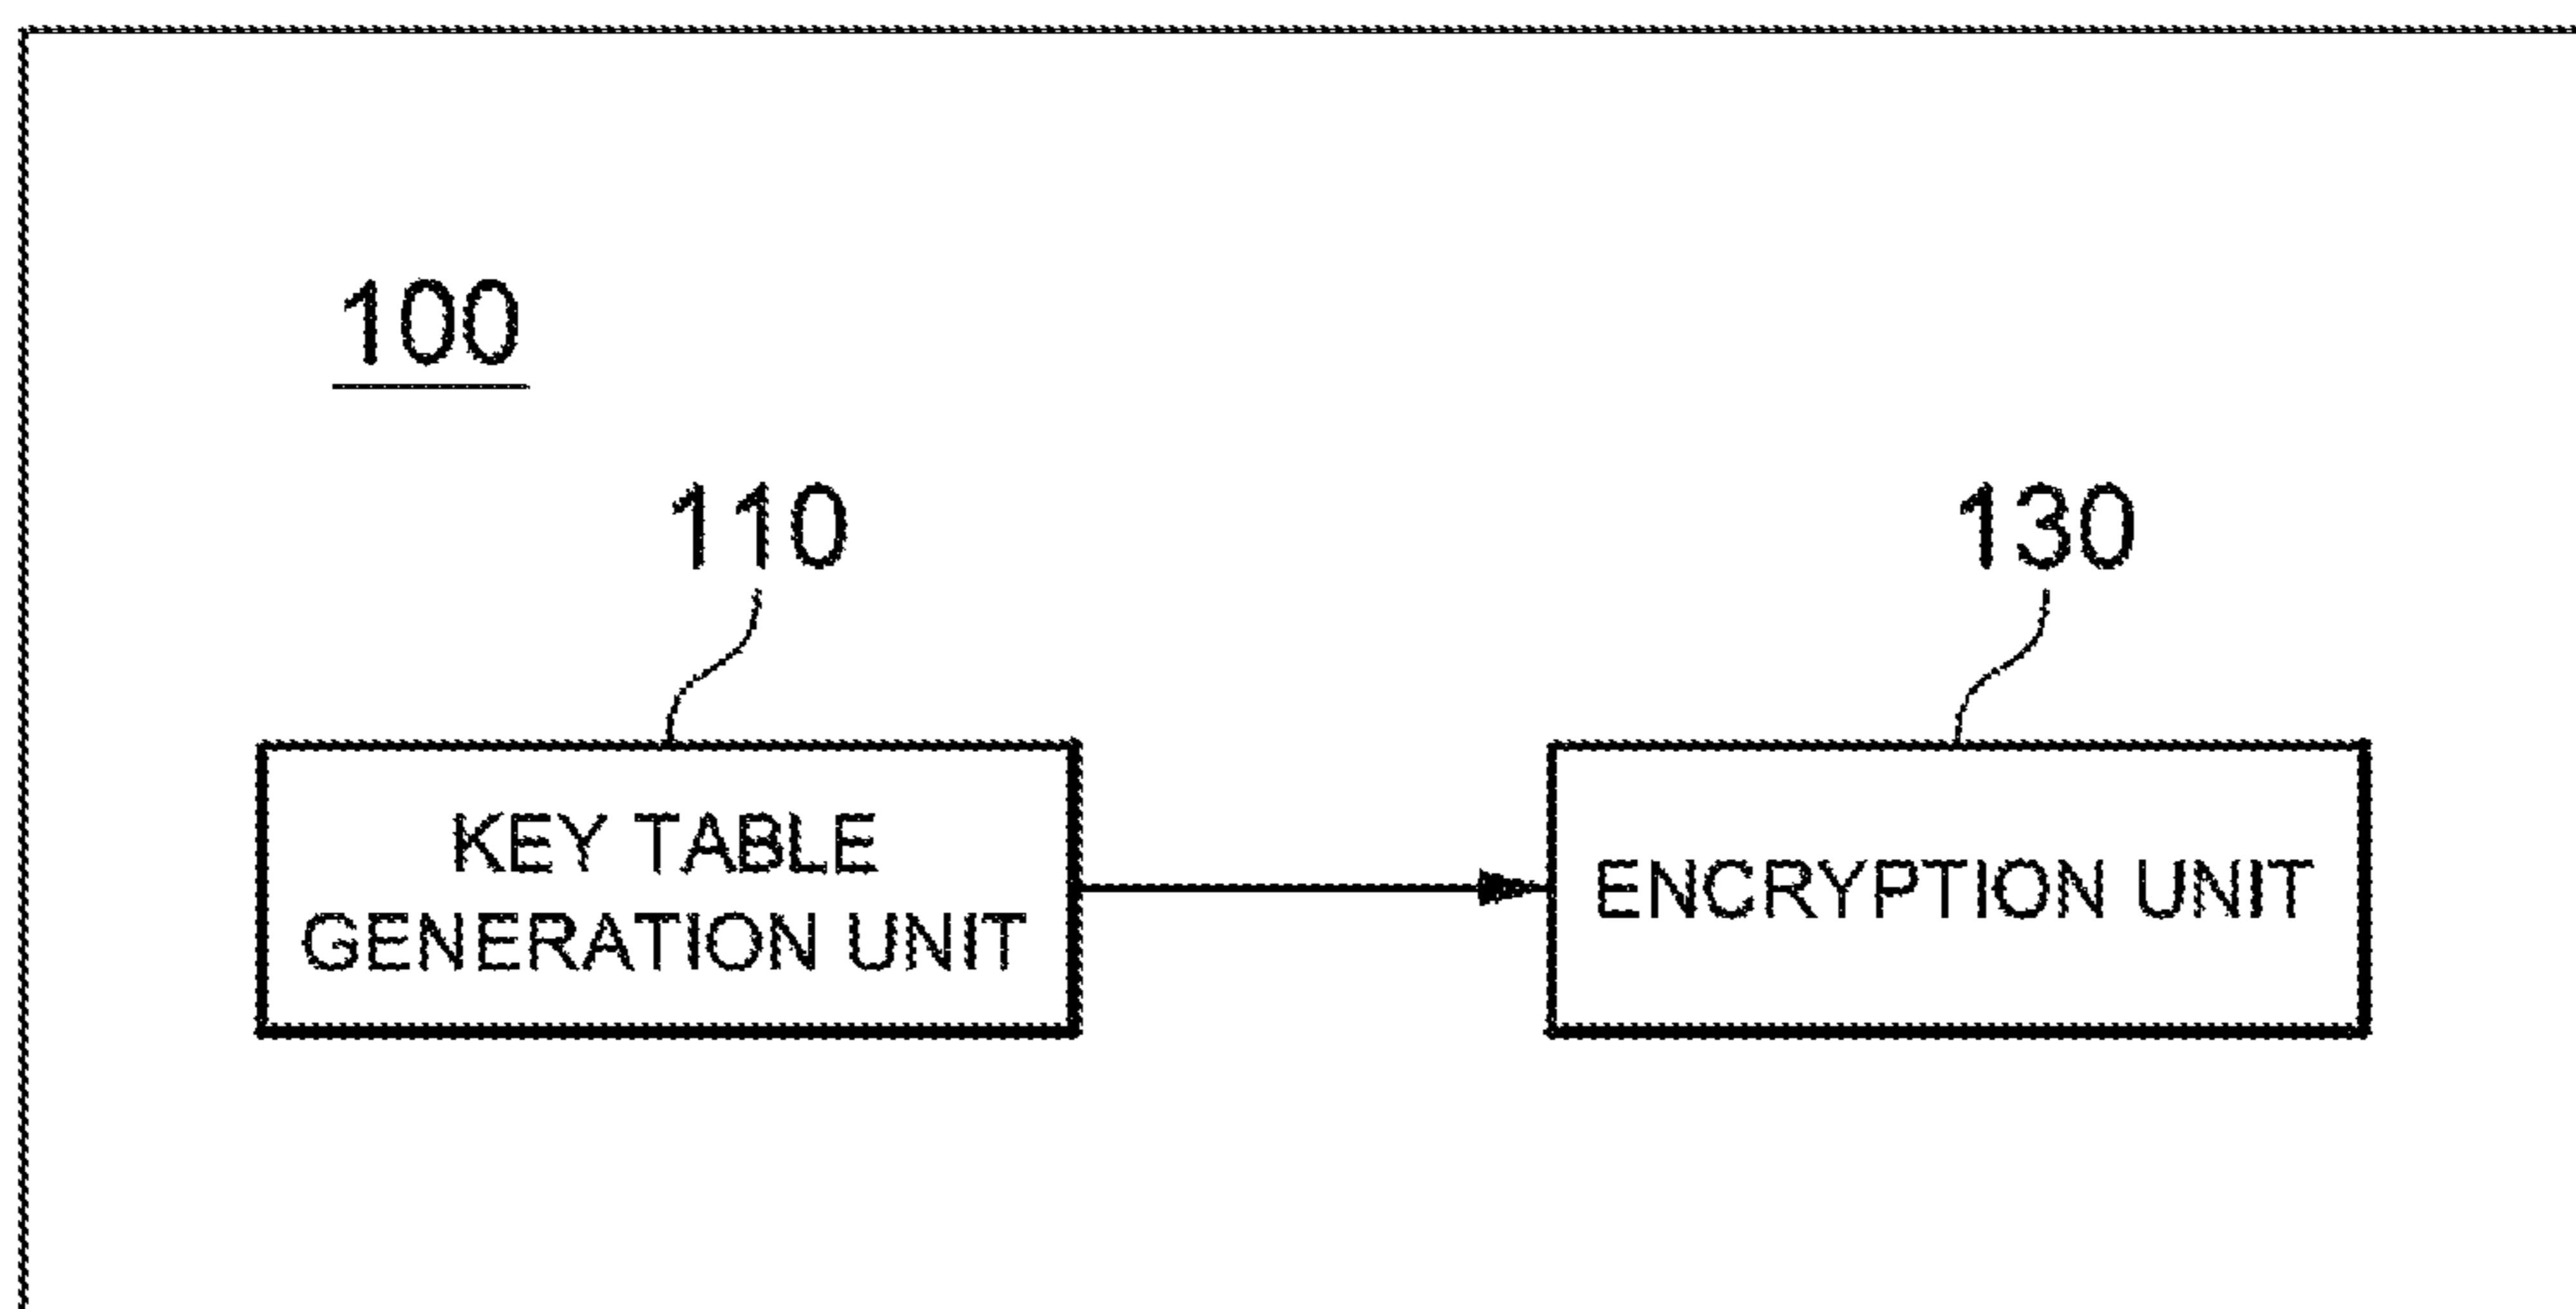 100
110
130
KEY TABLE
GENERATION UNIT
ENCRYPTION UNIT